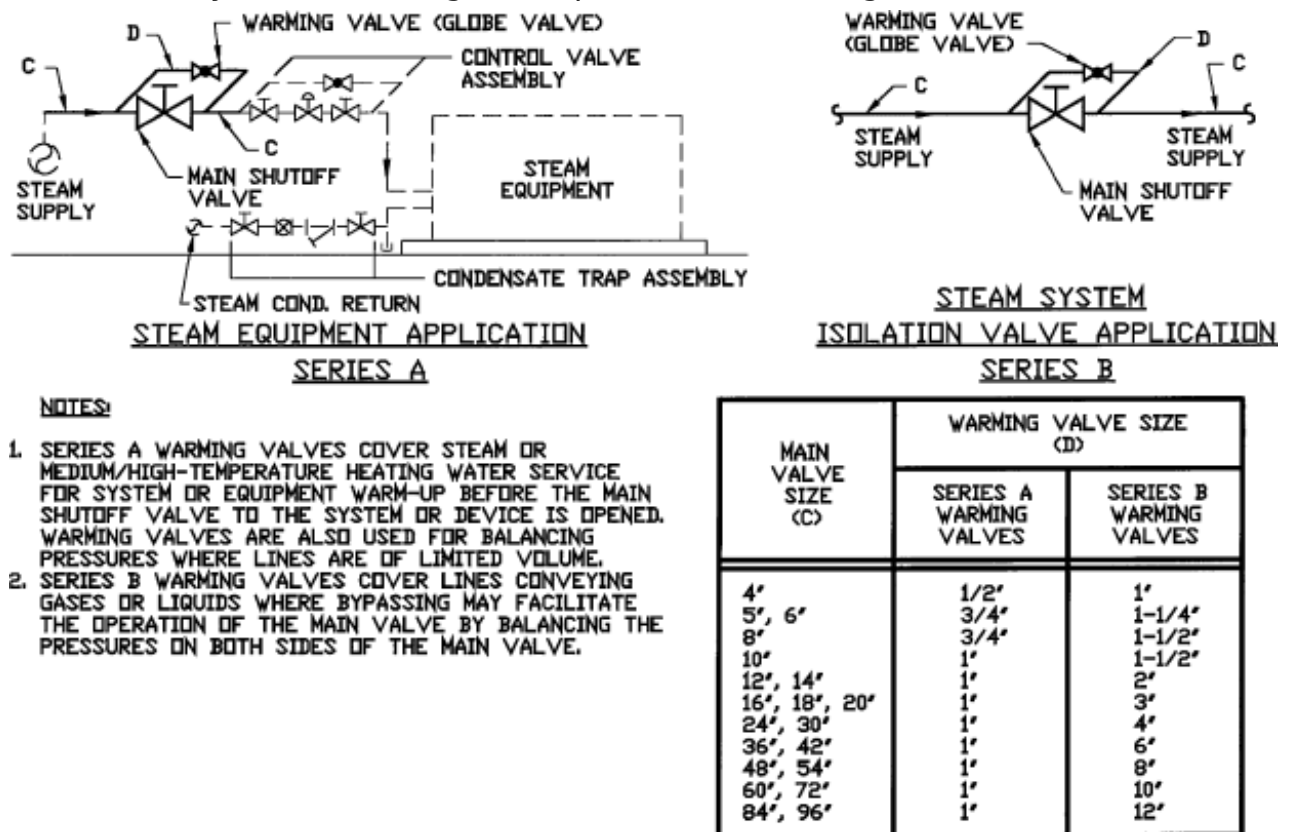 WARMING VALVE (GLOBE VALVE)
D
C
CONTROL VALVE
ASSEMBLY
C
STEAM
SUPPLY
MAIN SHUTOFF
VALVE
STEAM
EQUIPMENT
CONDENSATE TRAP ASSEMBLY
STEAM COND. RETURN
STEAM EQUIPMENT APPLICATION
SERIES A
WARMING VALVE
(GLOBE VALVE)
D
C
C
STEAM
SUPPLY
STEAM
SUPPLY
MAIN SHUTOFF
VALVE
STEAM SYSTEM
ISOLATION VALVE APPLICATION
SERIES B
NOTES:
1. SERIES A WARMING VALVES COVER STEAM OR
MEDIUM/HIGH-TEMPERATURE HEATING WATER SERVICE
FOR SYSTEM OR EQUIPMENT WARM-UP BEFORE THE MAIN
SHUTOFF VALVE TO THE SYSTEM OR DEVICE IS OPENED.
WARMING VALVES ARE ALSO USED FOR BALANCING
PRESSURES WHERE LINES ARE OF LIMITED VOLUME.
2. SERIES B WARMING VALVES COVER LINES CONVEYING
GASES OR LIQUIDS WHERE BYPASSING MAY FACILITATE
THE OPERATION OF THE MAIN VALVE BY BALANCING THE
PRESSURES ON BOTH SIDES OF THE MAIN VALVE.
MAIN
VALVE
SIZE
(C)
WARMING VALVE SIZE
(D)
SERIES A
WARMING
VALVES
SERIES B
WARMING
VALVES
4" 1/2" 1"
5", 6" 3/4" 1-1/4"
8" 3/4" 1-1/2"
10" 1" 1-1/2"
12", 14" 1" 2"
16", 18", 20" 1" 3"
24", 30" 1" 4"
36", 42" 1" 6"
48", 54" 1" 8"
60", 72" 1" 10"
84", 96" 1" 12"